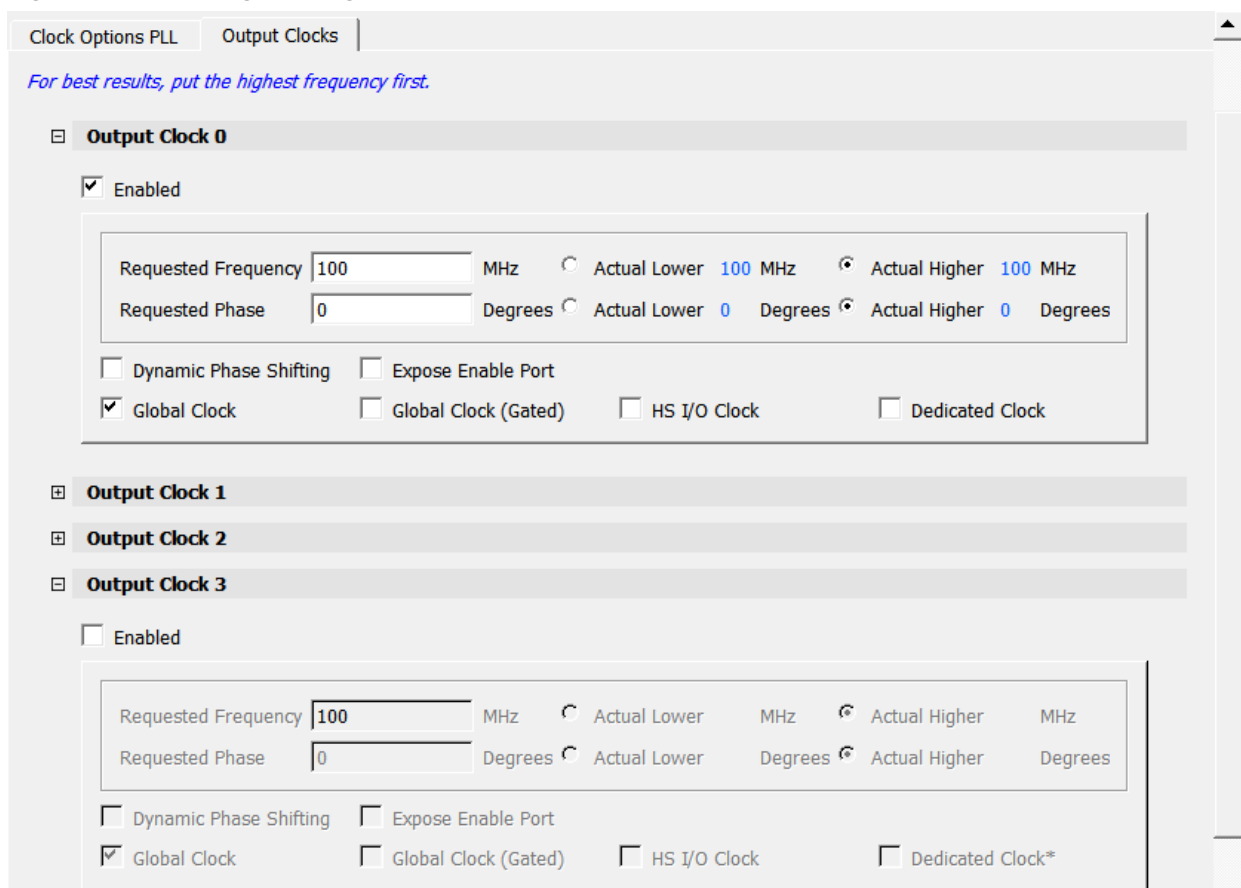 Clock Options PLL Output Clocks
For best results, put the highest frequency first.
Output Clock 0
Enabled
Requested Frequency 100 MHz Actual Lower 100 MHz Actual Higher 100 MHz
Requested Phase 0 Degrees Actual Lower 0 Degrees Actual Higher 0 Degrees
Dynamic Phase Shifting Expose Enable Port
Global Clock Global Clock (Gated) HS I/O Clock Dedicated Clock
Output Clock 1
Output Clock 2
Output Clock 3
Enabled
Requested Frequency 100 MHz Actual Lower MHz Actual Higher MHz
Requested Phase 0 Degrees Actual Lower Degrees Actual Higher Degrees
Dynamic Phase Shifting Expose Enable Port
Global Clock Global Clock (Gated) HS I/O Clock Dedicated Clock*